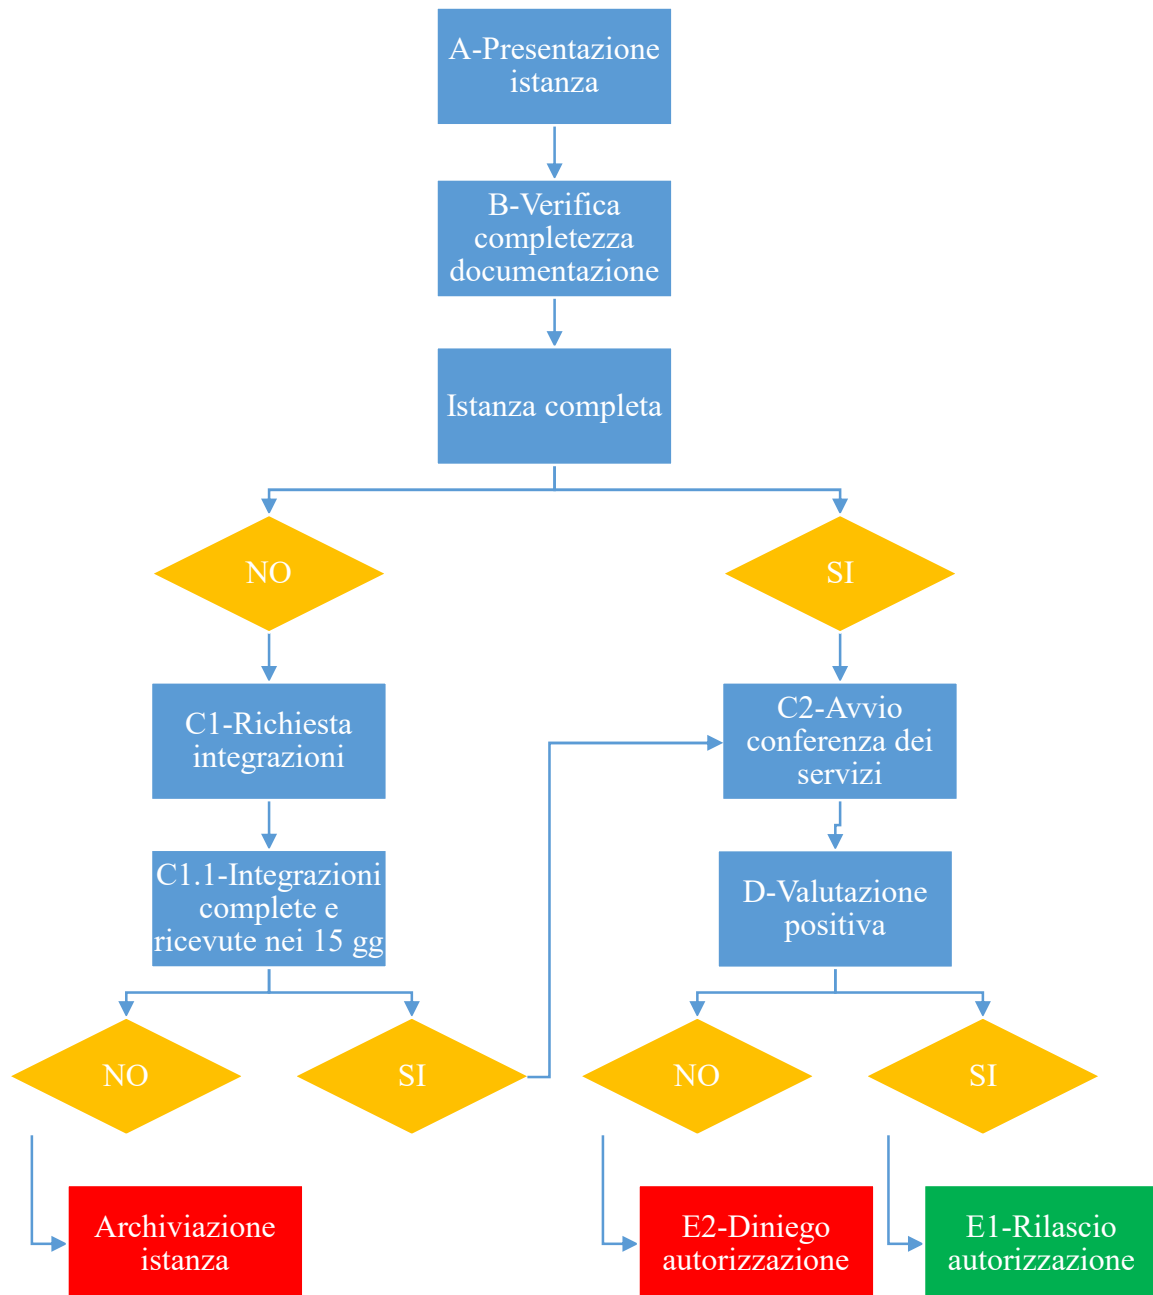 A-Presentazione
istanza
B-Verifica
completezza
documentazione
Istanza completa
NO
SI
C1-Richiesta
integrazioni
C2-Avvio
conferenza dei
servizi
C1.1-Integrazioni
complete e
ricevute nei 15 gg
D-Valutazione
positiva
NO
SI
NO
SI
Archiviazione
istanza
E2-Diniego
autorizzazione
E1-Rilascio
autorizzazione